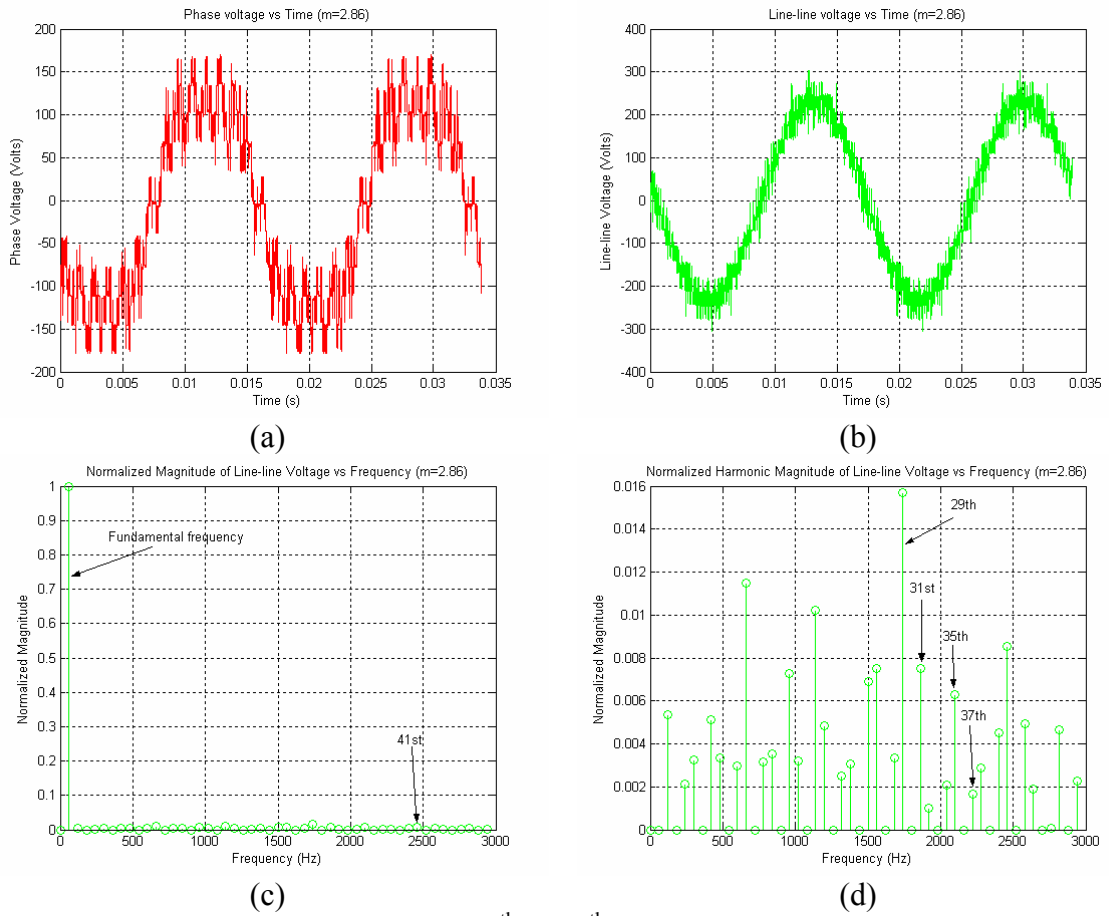 Phase voltage vs Time (m=2.86)
Phase Voltage (Volts)
200
150
100
50
0
-50
-100
-150
-200
0 0.005 0.01 0.015 0.02 0.025 0.03 0.035
Time (s)
(a)
Line-line voltage vs Time (m=2.86)
Line-line Voltage (Volts)
400
300
200
100
0
-100
-200
-300
-400
0 0.005 0.01 0.015 0.02 0.025 0.03 0.035
Time (s)
(b)
Normalized Magnitude of Line-line Voltage vs Frequency (m=2.86)
Normalized Magnitude
1
0.9
0.8
0.7
0.6
0.5
0.4
0.3
0.2
0.1
0
Fundamental frequency
41st
0 500 1000 1500 2000 2500 3000
Frequency (Hz)
(c)
Normalized Harmonic Magnitude of Line-line Voltage vs Frequency (m=2.86)
Normalized Magnitude
0.016
0.014
0.012
0.01
0.008
0.006
0.004
0.002
0
29th
31st
35th
37th
0 500 1000 1500 2000 2500 3000
Frequency (Hz)
(d)
th th